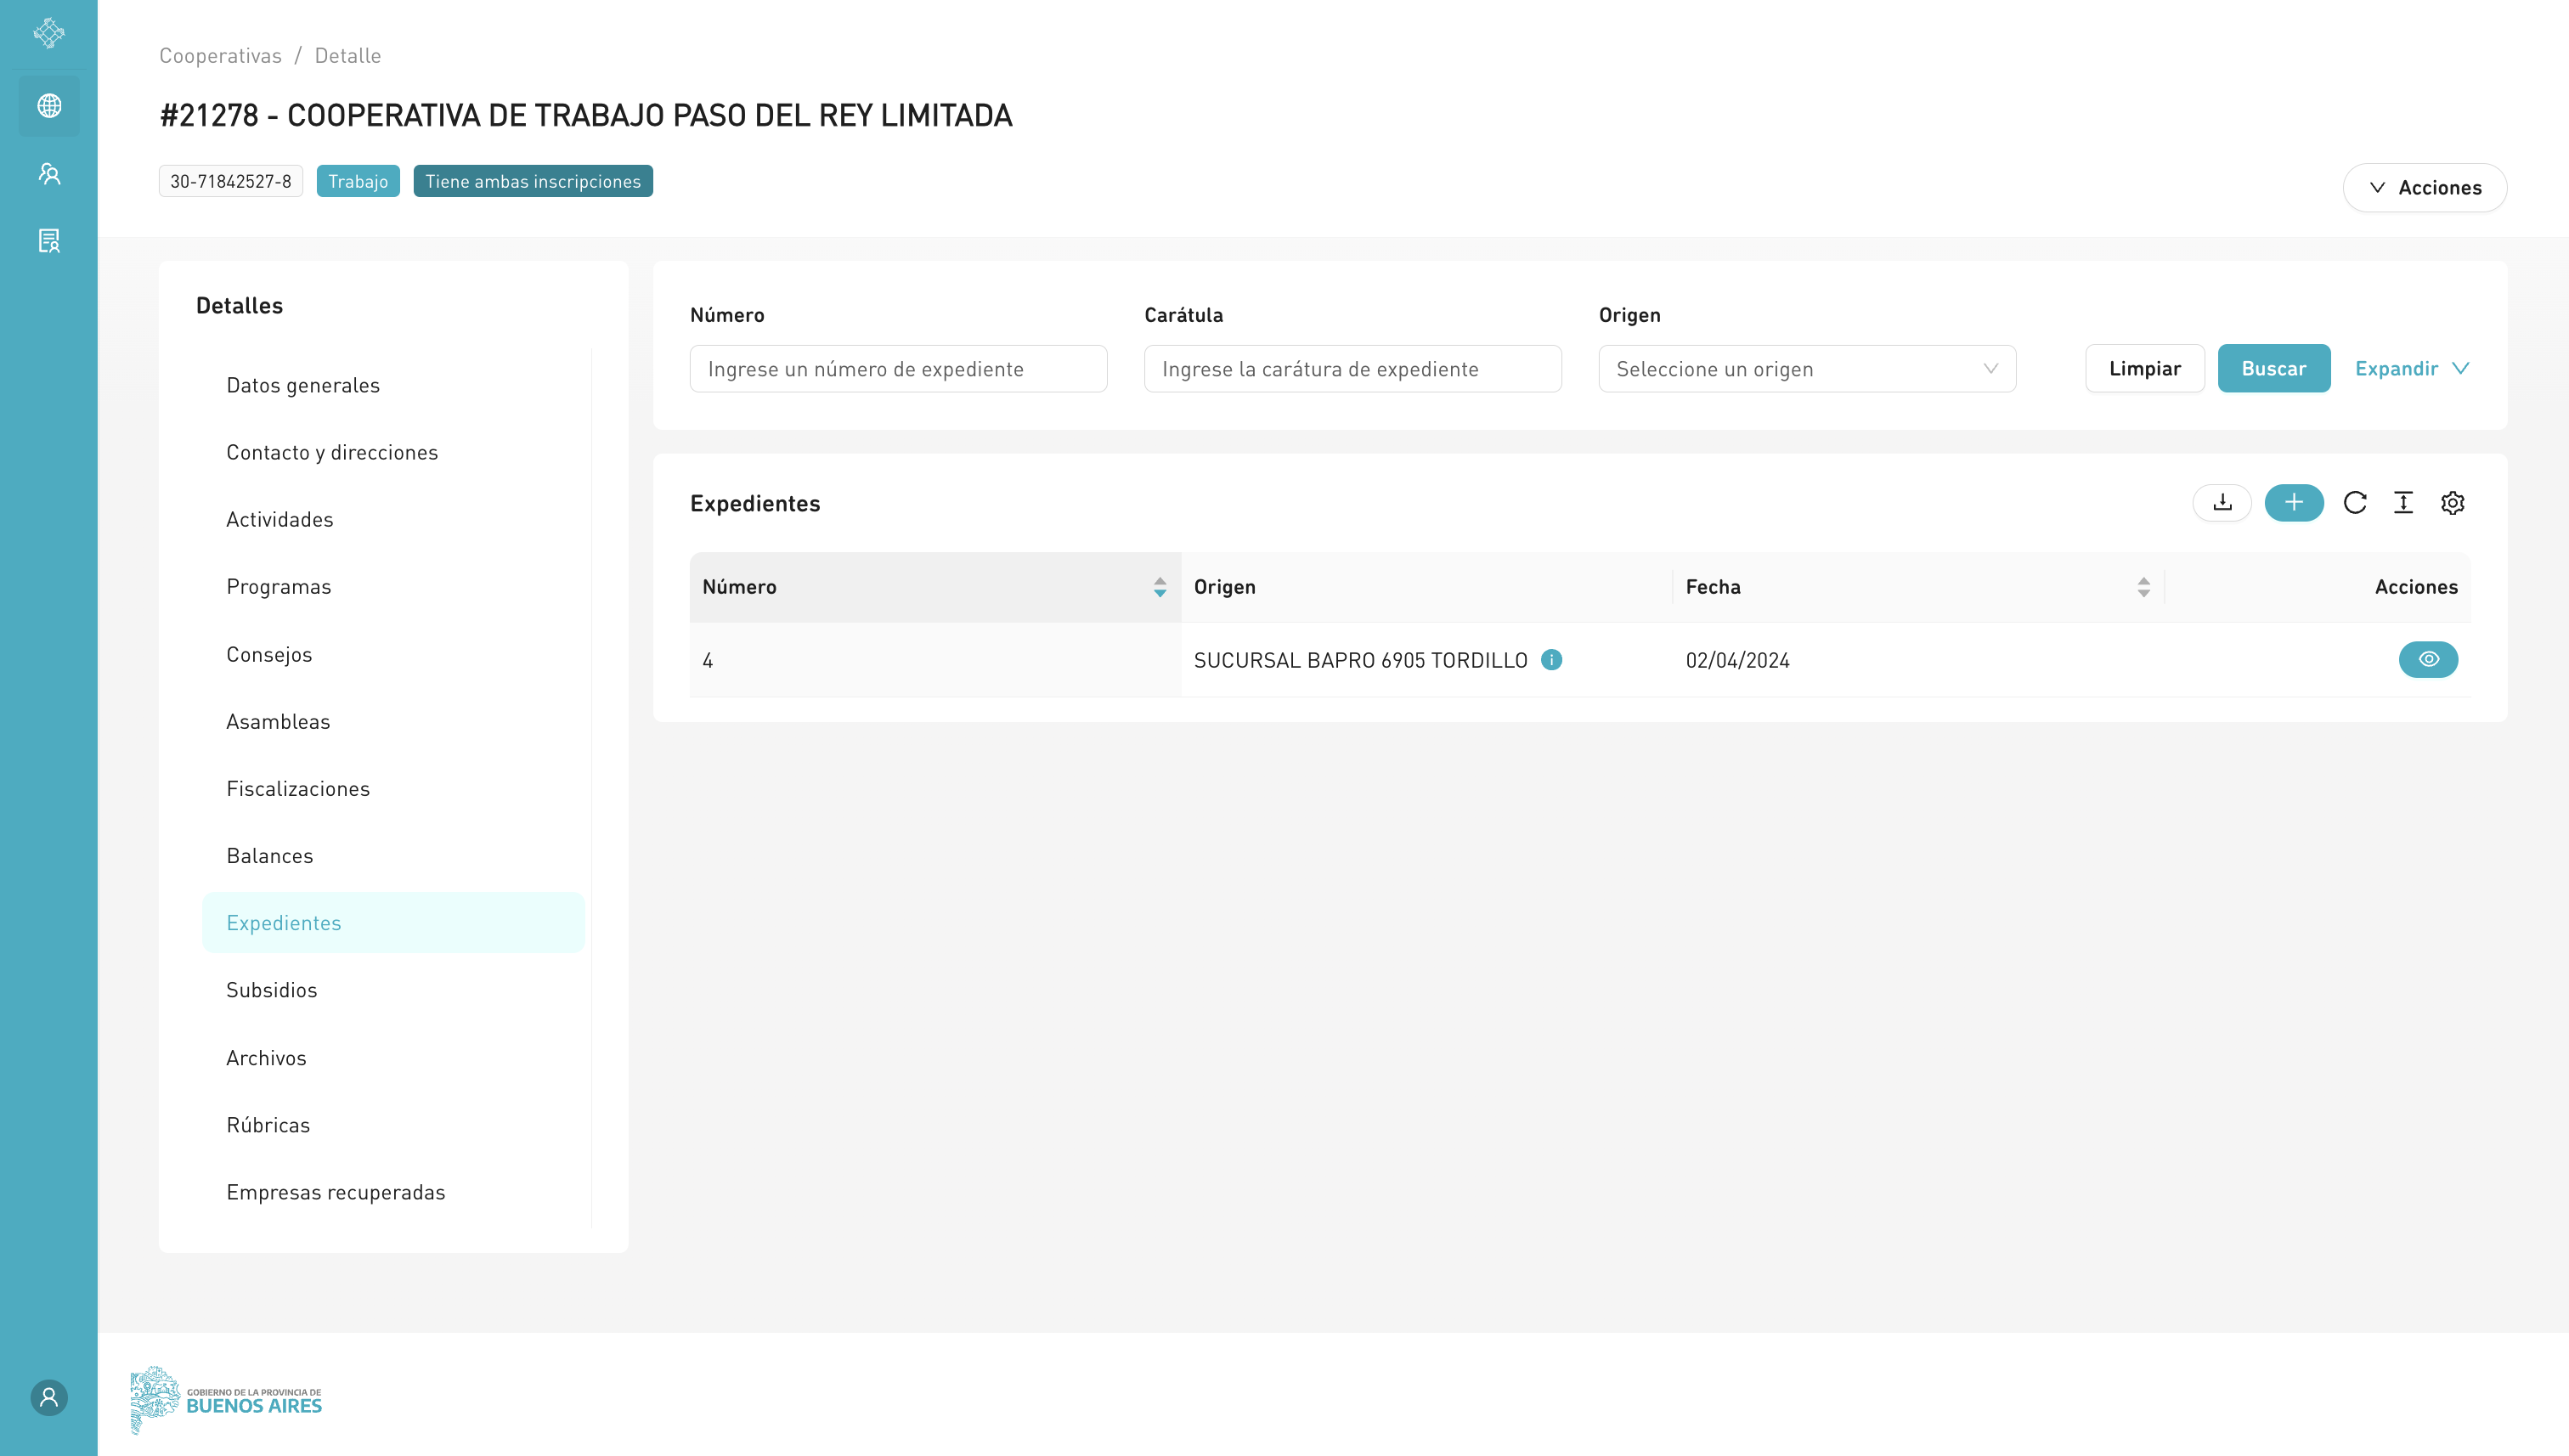 Cooperativas / Detalle
#21278 - COOPERATIVA DE TRABAJO PASO DEL REY LIMITADA
30-71842527-8 Trabajo Tiene ambas inscripciones
Acciones
Detalles
Datos generales
Contacto y direcciones
Actividades
Programas
Consejos
Asambleas
Fiscalizaciones
Balances
Expedientes
Subsidios
Archivos
Rúbricas
Empresas recuperadas
Número Carátula Origen
Ingrese un número de expediente Ingrese la carátura de expediente Seleccione un origen Limpiar Buscar Expandir
Expedientes
Número Origen Fecha Acciones
4 SUCURSAL BAPRO 6905 TORDILLO 02/04/2024
GOBIERNO DE LA PROVINCIA DE
BUENOS AIRES